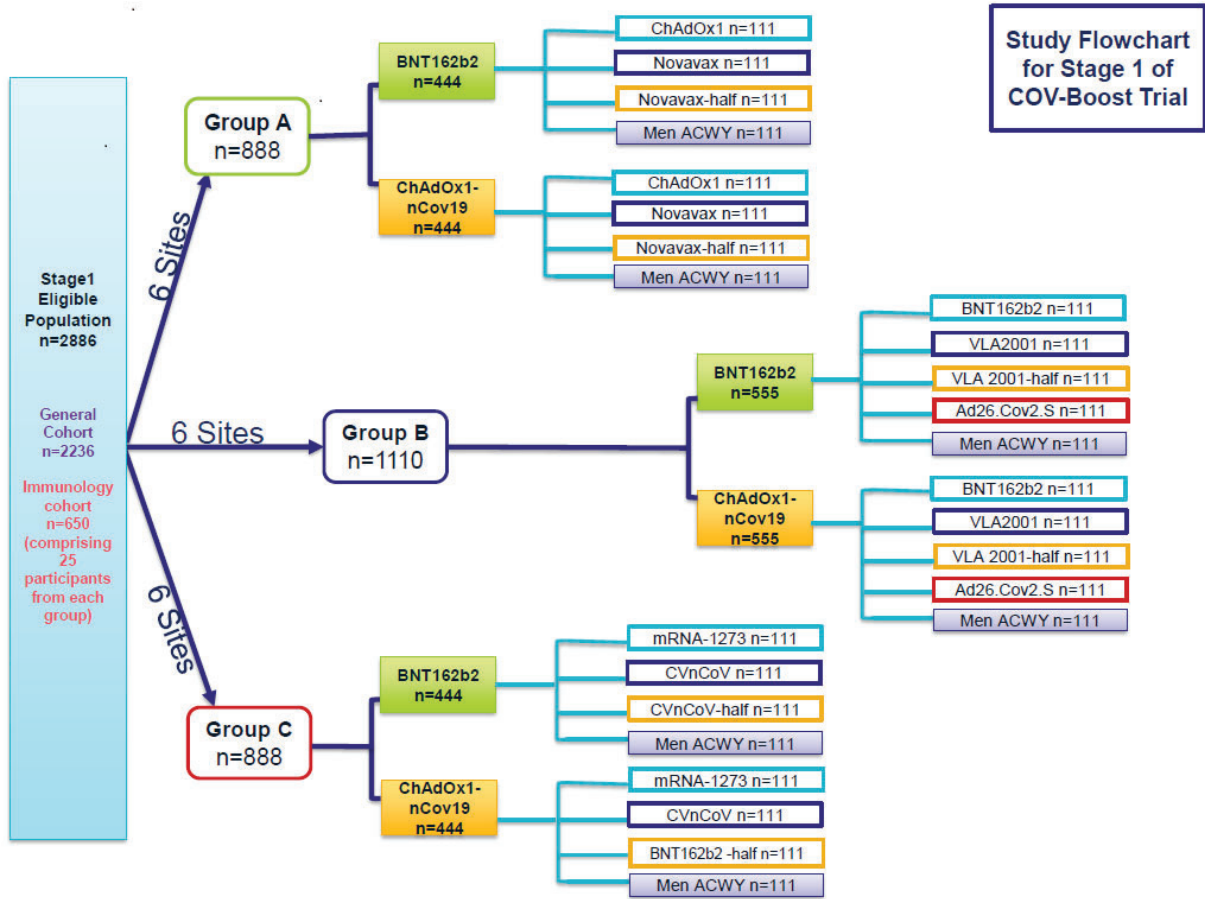 Study Flowchart
for Stage 1 of
COV-Boost Trial
Stage1
Eligible
Population
n=2886
General
Cohort
n=2236
Immunology
cohort
n=650
(comprising
25
participants
from each
group)
6 Sites
Group A
n=888
BNT162b2
n=444
ChAdOx1 n=111
Novavax n=111
Novavax-half n=111
Men ACWY n=111
ChAdOx1-
nCov19
n=444
ChAdOx1 n=111
Novavax n=111
Novavax-half n=111
Men ACWY n=111
6 Sites
Group B
n=1110
BNT162b2
n=555
BNT162b2 n=111
VLA2001 n=111
VLA 2001-half n=111
Ad26.Cov2.S n=111
Men ACWY n=111
ChAdOx1-
nCov19
n=555
BNT162b2 n=111
VLA2001 n=111
VLA 2001-half n=111
Ad26.Cov2.S n=111
Men ACWY n=111
6 Sites
Group C
n=888
BNT162b2
n=444
mRNA-1273 n=111
CVnCoV n=111
CVnCoV-half n=111
Men ACWY n=111
ChAdOx1-
nCov19
n=444
mRNA-1273 n=111
CVnCoV n=111
BNT162b2 -half n=111
Men ACWY n=111